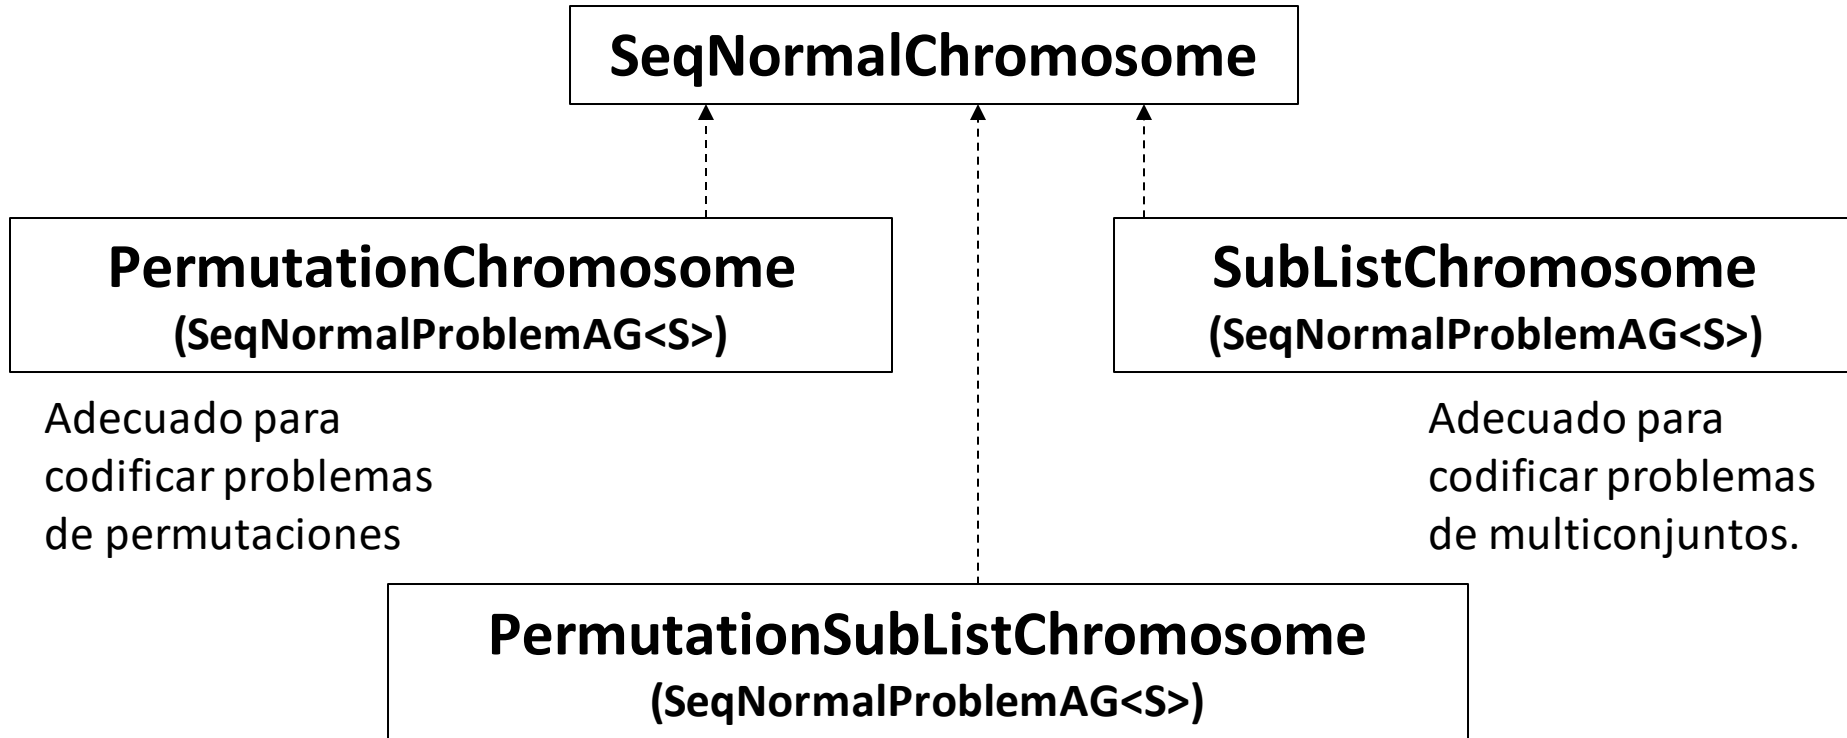 SeqNormalChromosome
PermutationChromosome
(SeqNormalProblemAG<S>)
SubListChromosome
(SeqNormalProblemAG<S>)
Adecuado para
codificar problemas
de permutaciones
Adecuado para
codificar problemas
de multiconjuntos.
PermutationSubListChromosome
(SeqNormalProblemAG<S>)